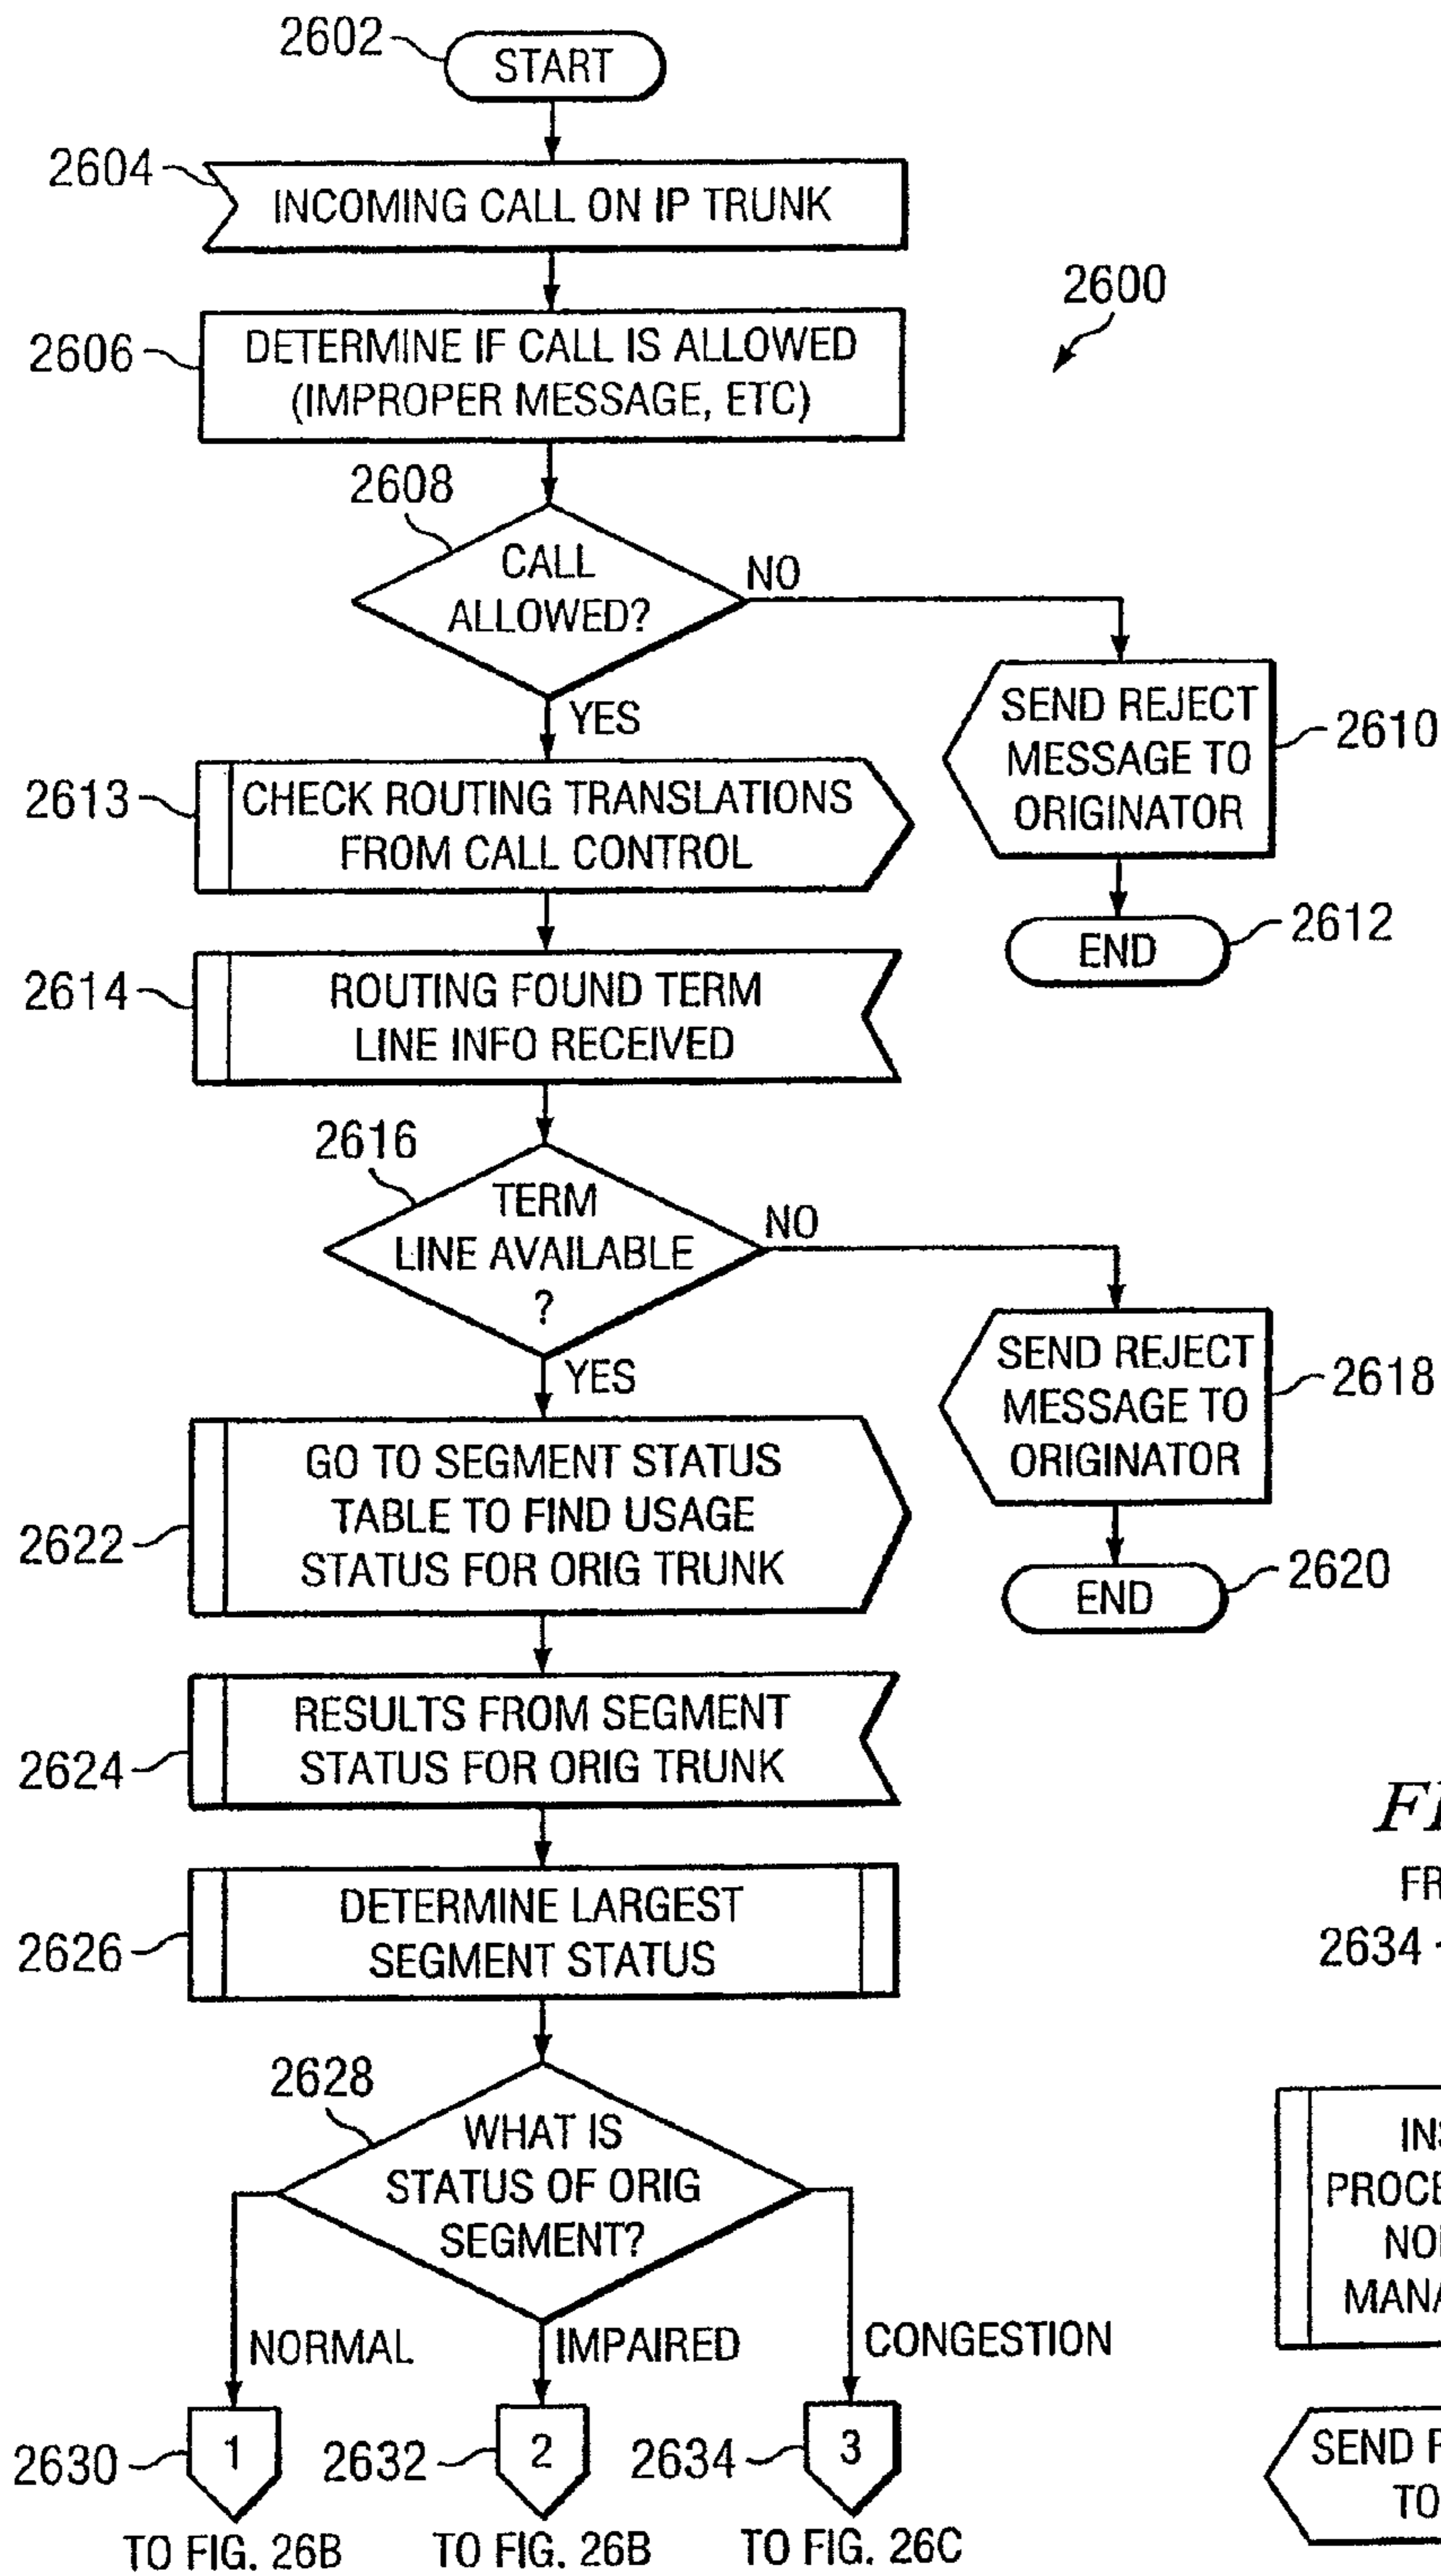 2602
START
2604
INCOMING CALL ON IP TRUNK
2600
2606
DETERMINE IF CALL IS ALLOWED
(IMPROPER MESSAGE, ETC)
2608
CALL
ALLOWED?
NO
YES
SEND REJECT
MESSAGE TO
ORIGINATOR
2610
2613
CHECK ROUTING TRANSLATIONS
FROM CALL CONTROL
END
2612
2614
ROUTING FOUND TERM
LINE INFO RECEIVED
2616
TERM
LINE AVAILABLE
?
NO
YES
SEND REJECT
MESSAGE TO
ORIGINATOR
2618
2622
GO TO SEGMENT STATUS
TABLE TO FIND USAGE
STATUS FOR ORIG TRUNK
END
2620
2624
RESULTS FROM SEGMENT
STATUS FOR ORIG TRUNK
2626
DETERMINE LARGEST
SEGMENT STATUS
2634
2628
WHAT IS
STATUS OF ORIG
SEGMENT?
NORMAL
IMPAIRED
CONGESTION
2630
1
2632
2
2634
3
TO FIG. 26B
TO FIG. 26B
TO FIG. 26C
SEND
TO